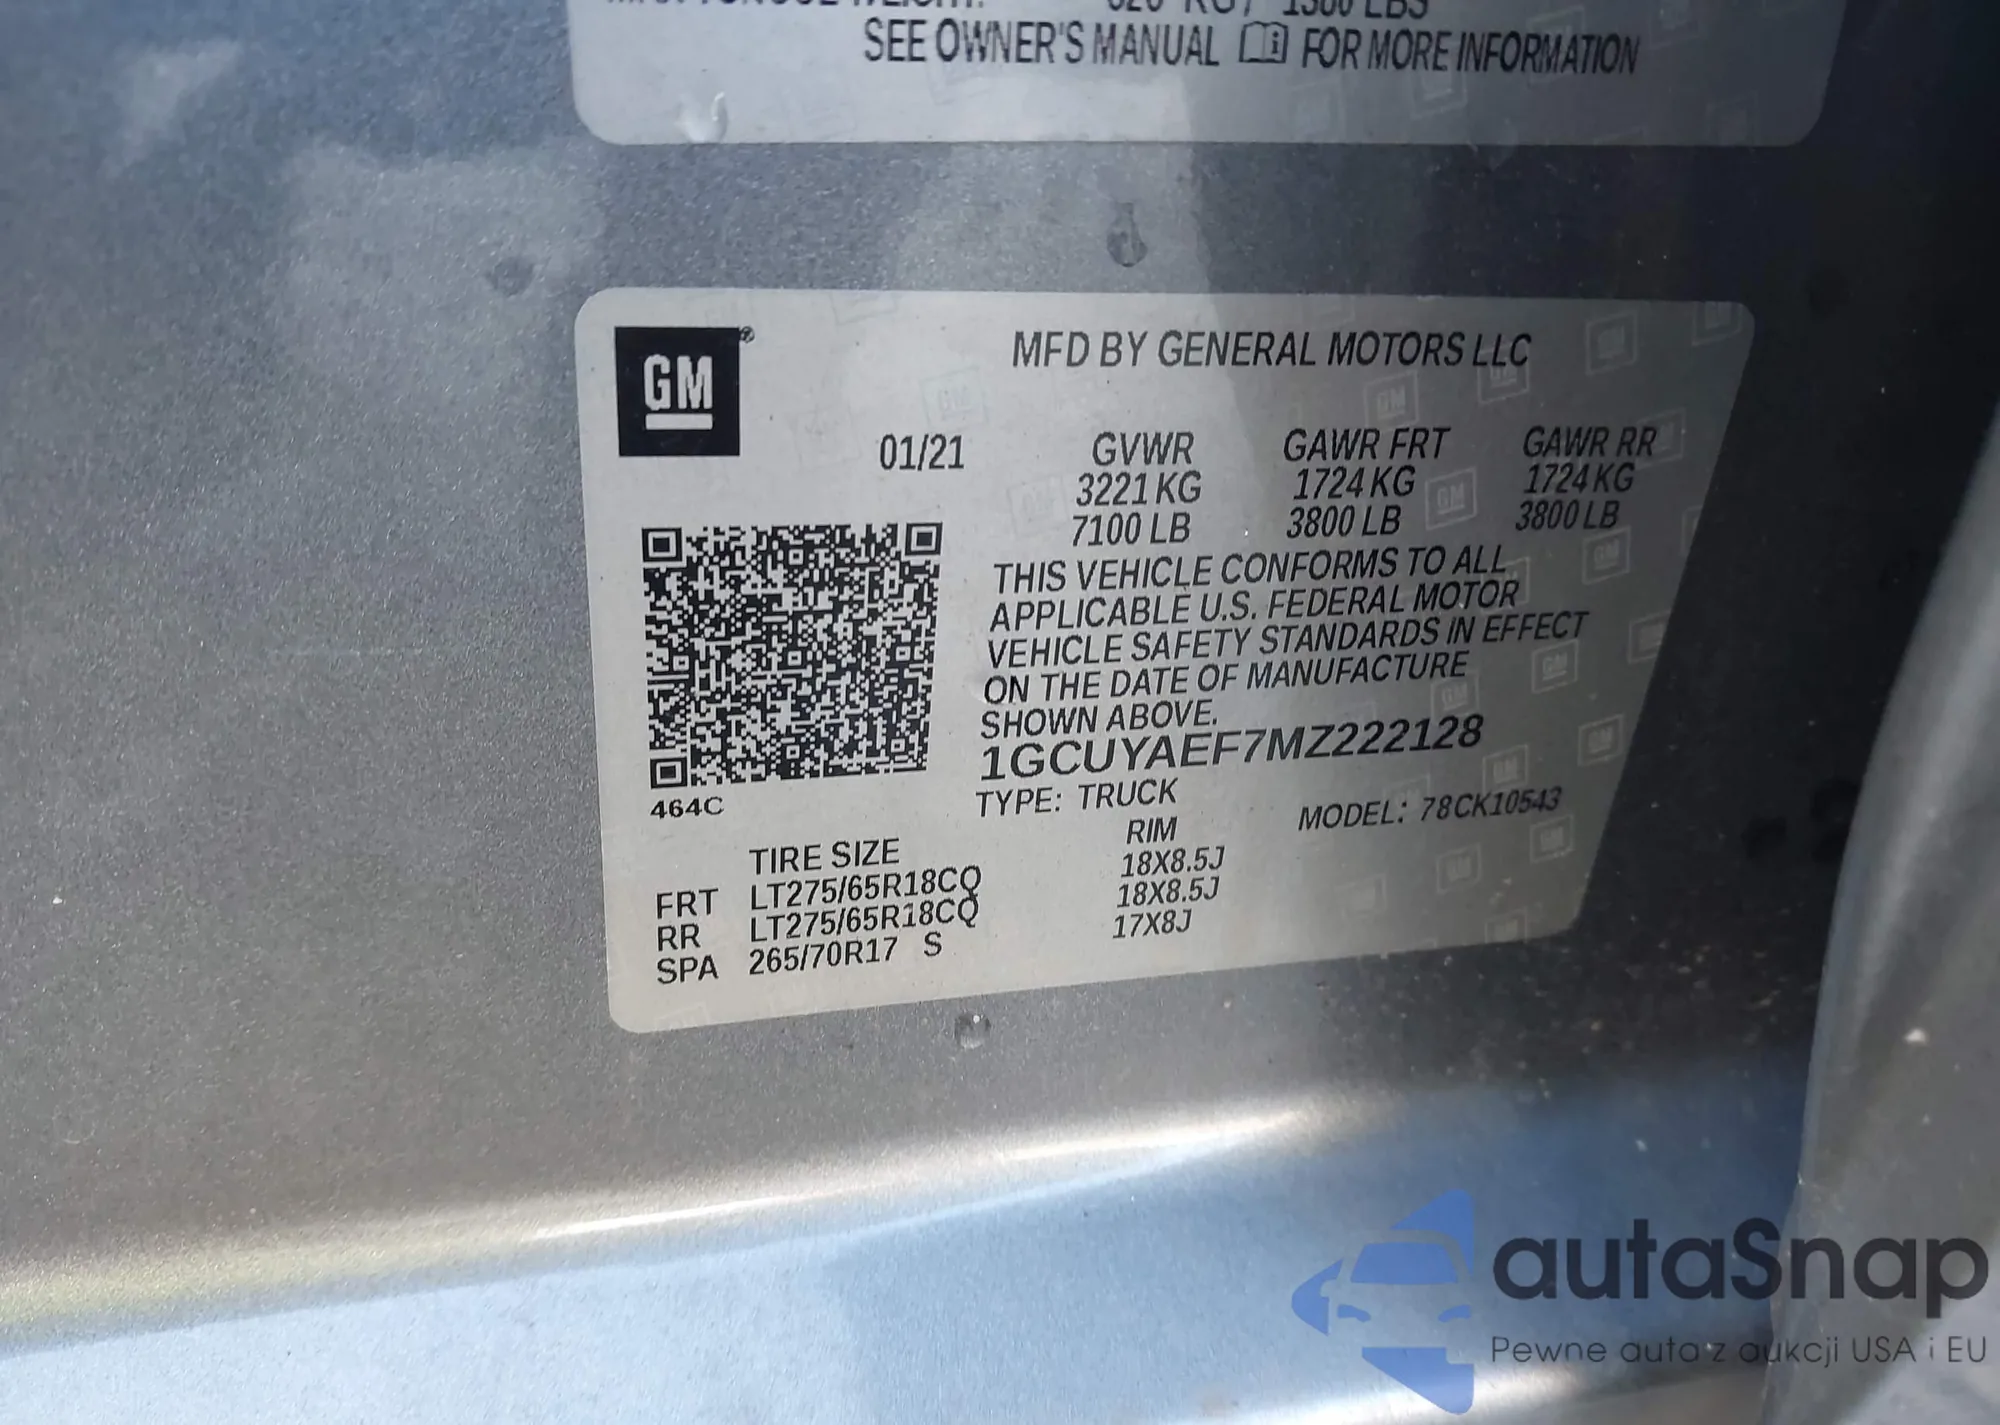 620 KG / 1360 LBS
SEE OWNER'S MANUAL FOR MORE INFORMATION
GM ®
MFD BY GENERAL MOTORS LLC
01/21 GVWR GAWR FRT GAWR RR
3221 KG 1724 KG 1724 KG
7100 LB 3800 LB 3800 LB
THIS VEHICLE CONFORMS TO ALL
APPLICABLE U.S. FEDERAL MOTOR
VEHICLE SAFETY STANDARDS IN EFFECT
ON THE DATE OF MANUFACTURE
SHOWN ABOVE.
1GCUYAEF7MZ222128
464C
TYPE: TRUCK MODEL: 78CK10543
TIRE SIZE RIM
FRT LT275/65R18CQ 18X8.5J
RR LT275/65R18CQ 18X8.5J
SPA 265/70R17 S 17X8J
autaSnap
Pewne auta z aukcji USA i EU